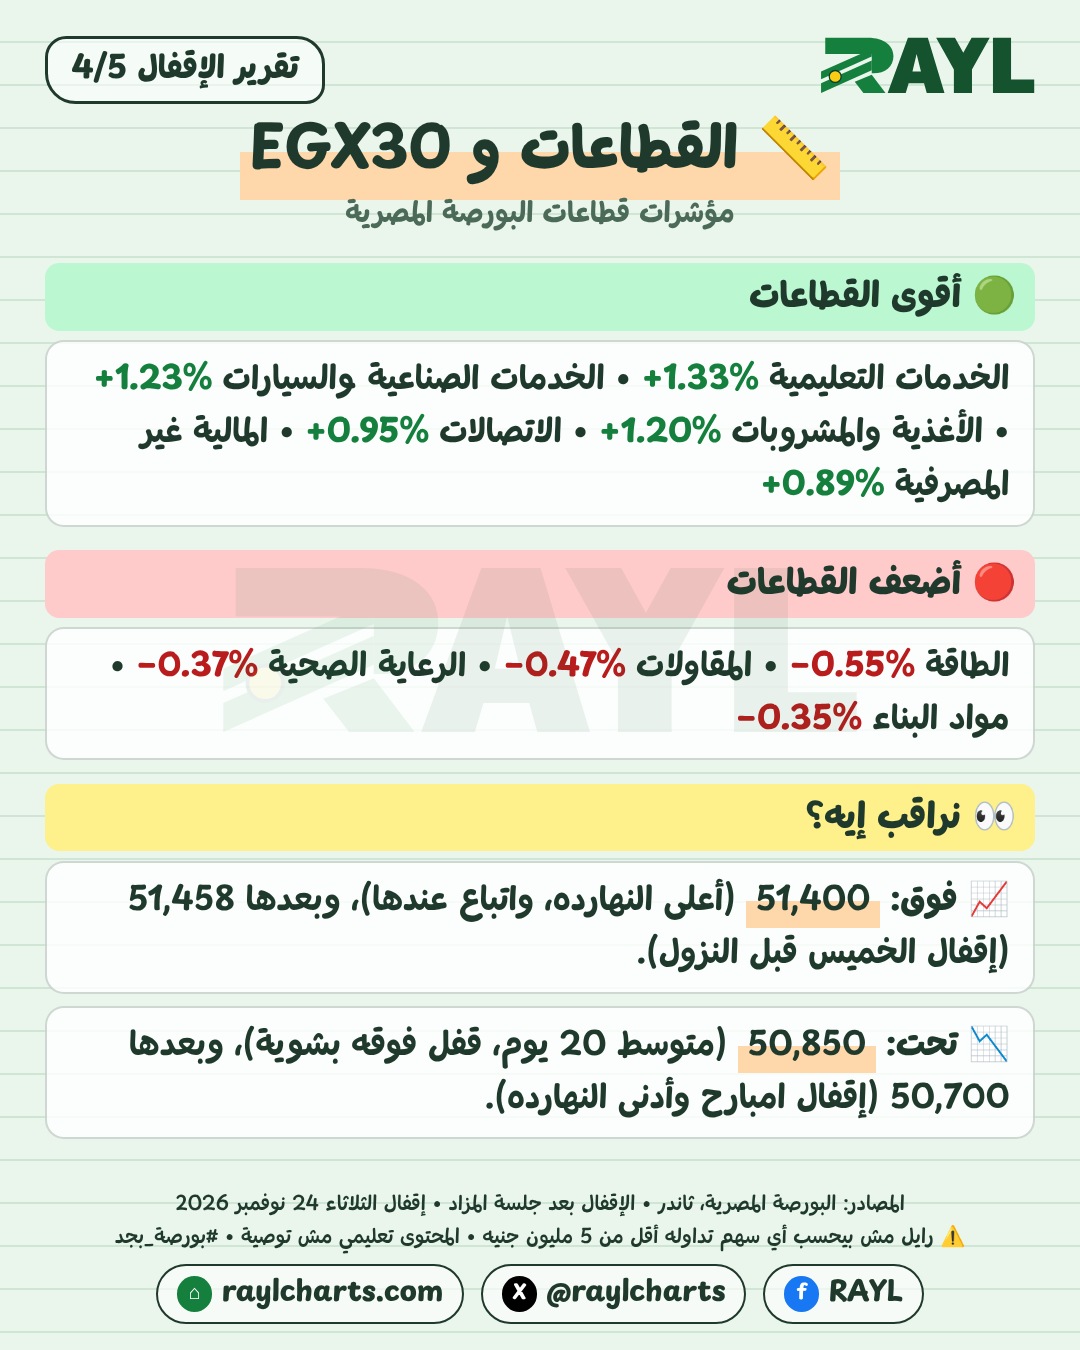 RAYL
تقرير الإقفال 4/5
القطاعات و EGX30
مؤشرات قطاعات البورصة المصرية
أقوى القطاعات
الخدمات التعليمية +1.33% • الخدمات الصناعية والسيارات +1.23%
• الأغذية والمشروبات +1.20% • الاتصالات +0.95% • المالية غير
المصرفية +0.89%
أضعف القطاعات
الطاقة −0.55% • المقاولات −0.47% • الرعاية الصحية −0.37% •
مواد البناء −0.35%
نراقب إيه؟
فوق: 51,400 (أعلى النهارده، واتباع عندها)، وبعدها 51,458
(إقفال الخميس قبل النزول).
تحت: 50,850 (متوسط 20 يوم، قفل فوقه بشوية)، وبعدها
50,700 (إقفال امبارح وأدنى النهارده).
المصادر: البورصة المصرية، ثاندر • الإقفال بعد جلسة المزاد • إقفال الثلاثاء 24 نوفمبر 2026
رايل مش بيحسب أي سهم تداوله أقل من 5 مليون جنيه • المحتوى تعليمي مش توصية • #بورصة_بجد
RAYL
@raylcharts
raylcharts.com